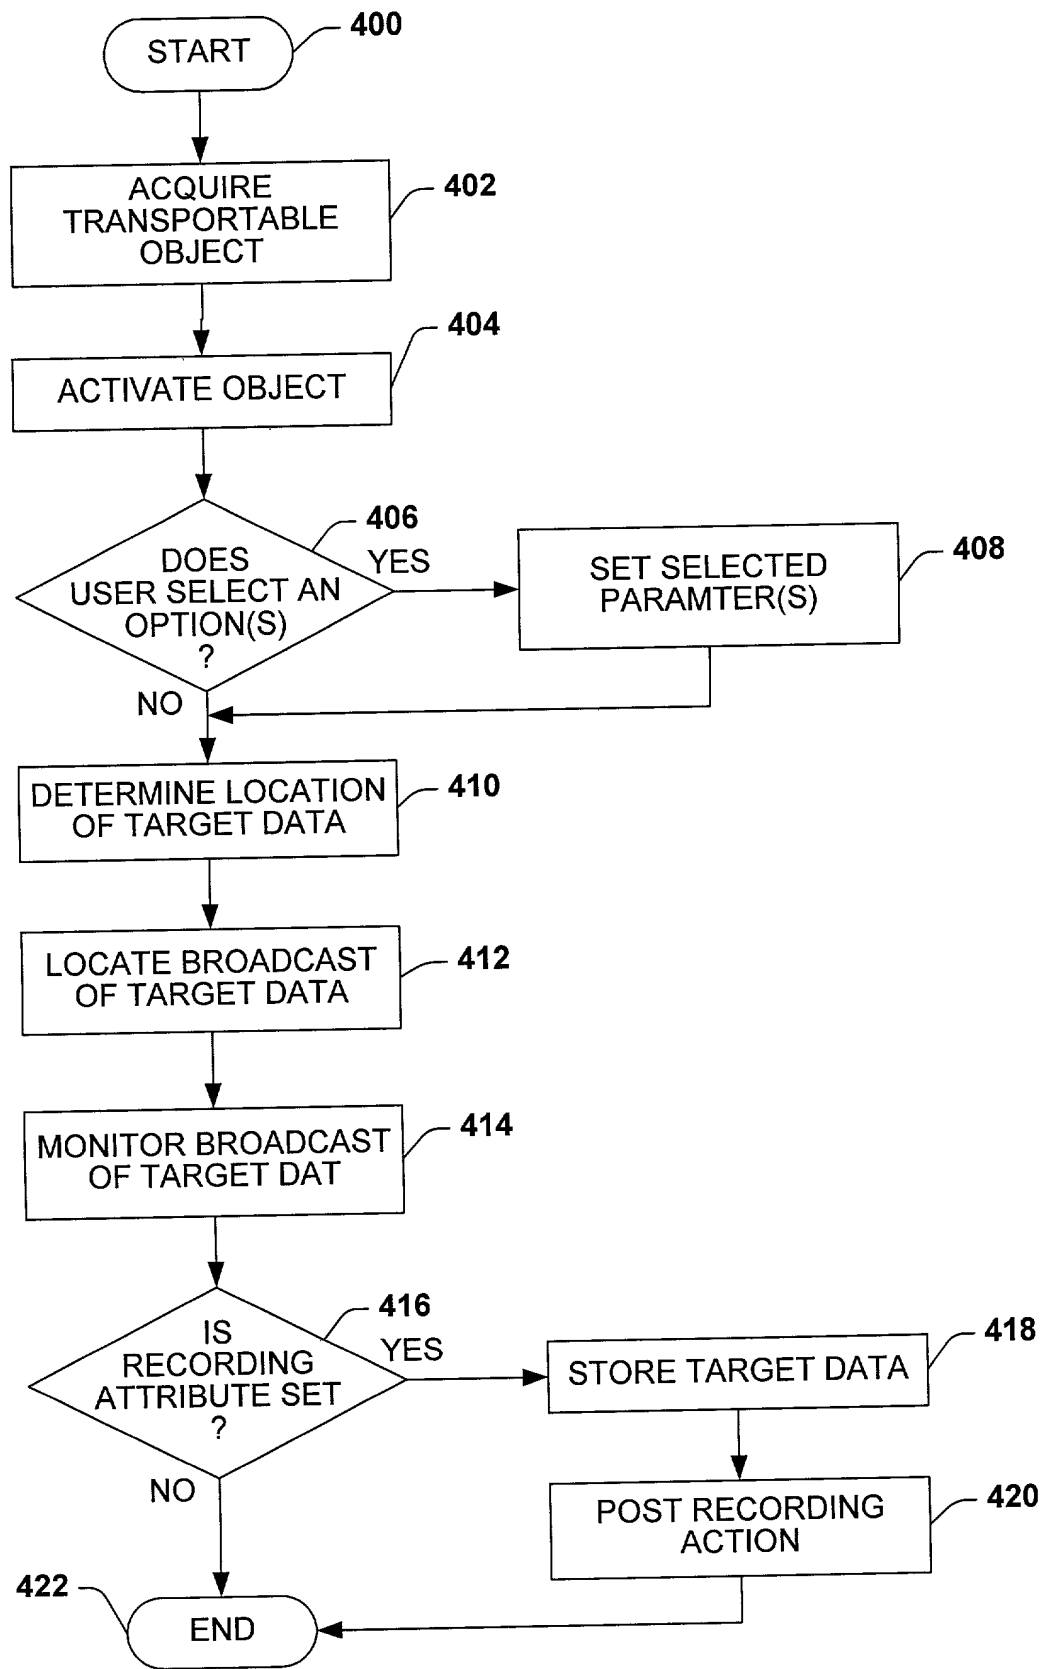 START
400
ACQUIRE
TRANSPORTABLE
OBJECT
402
ACTIVATE OBJECT
404
DOES
USER SELECT AN
OPTION(S)
?
406
YES
NO
SET SELECTED
PARAMTER(S)
408
DETERMINE LOCATION
OF TARGET DATA
410
LOCATE BROADCAST
OF TARGET DATA
412
MONITOR BROADCAST
OF TARGET DAT
414
IS
RECORDING
ATTRIBUTE SET
?
416
YES
NO
STORE TARGET DATA
418
POST RECORDING
ACTION
420
422
END